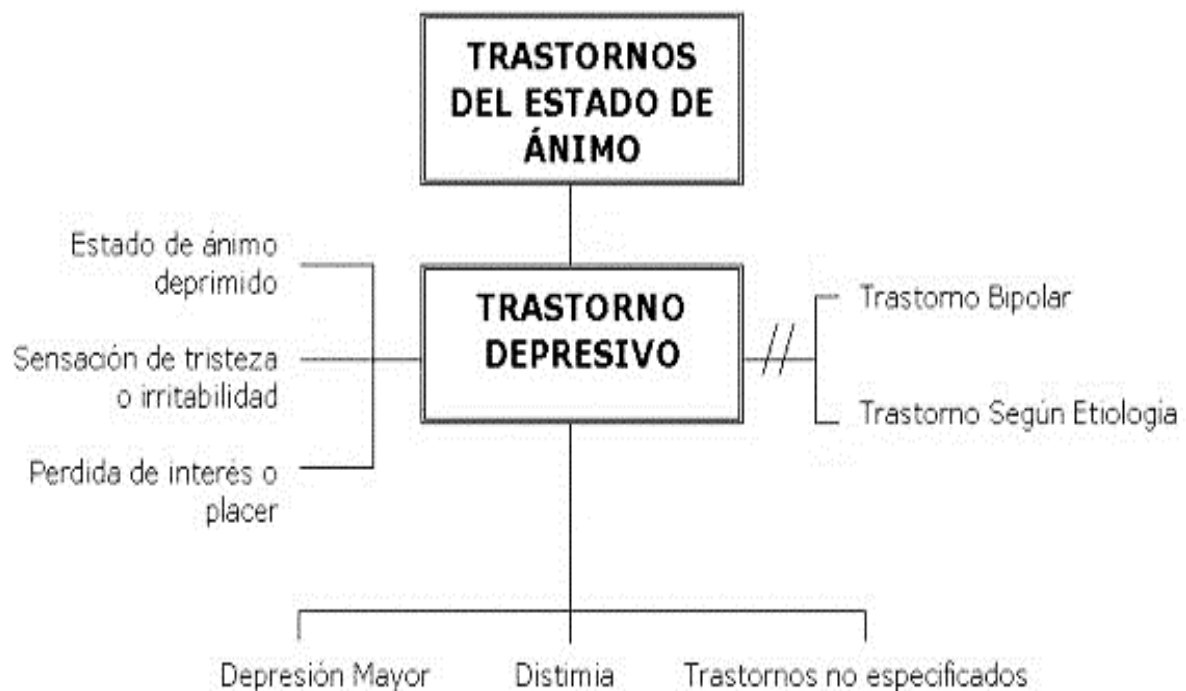 TRASTORNOS
DEL ESTADO DE
ÁNIMO
Estado de ánimo
deprimido
Sensación de tristeza
o irritabilidad
Perdida de interés o
placer
TRASTORNO
DEPRESIVO
Trastorno Bipolar
Trastorno Según Etiologia
Depresión Mayor
Distimia
Trastornos no especificados